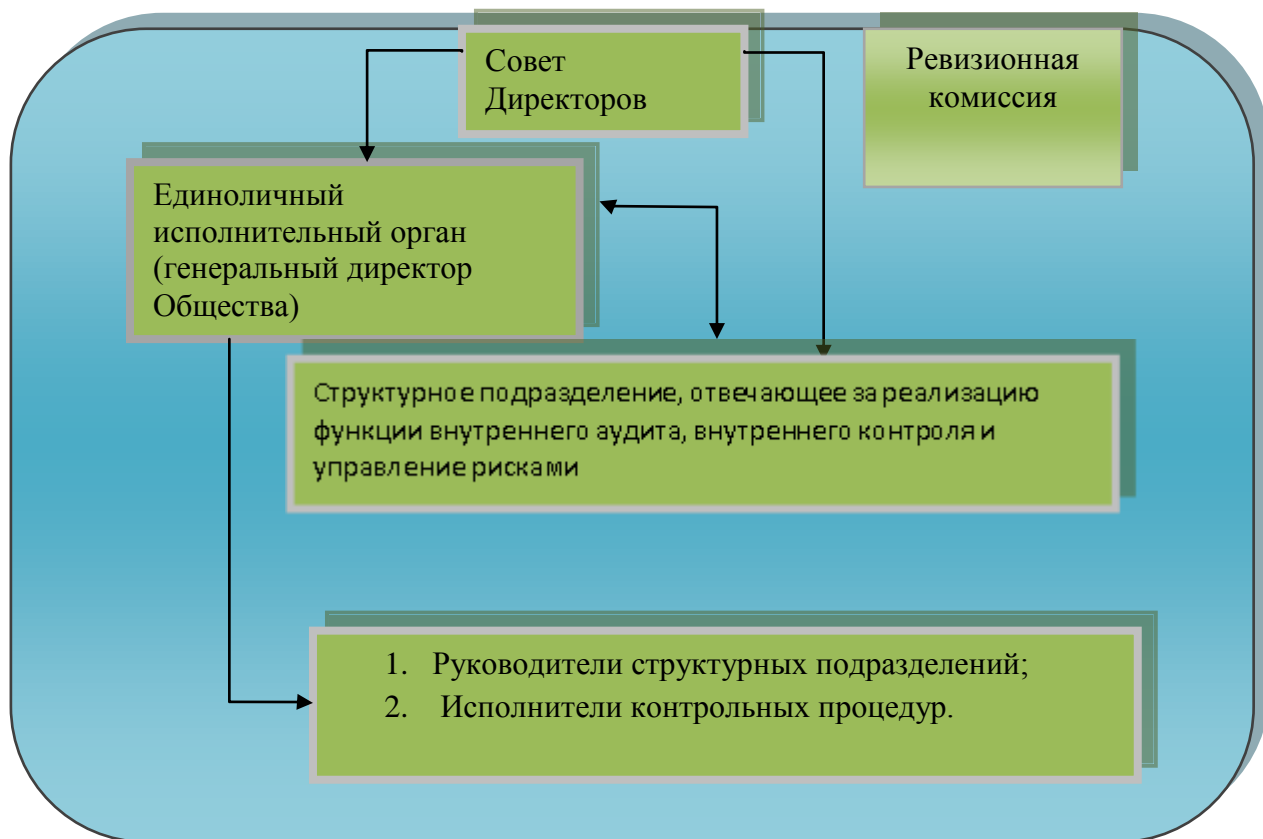 Совет
Директоров
Ревизионная
комиссия
Единоличный
исполнительный орган
(генеральный директор
Общества)
Структурное подразделение, отвечающее за реализацию
функции внутреннего аудита, внутреннего контроля и
управление рисками
1. Руководители структурных подразделений;
2. Исполнители контрольных процедур.